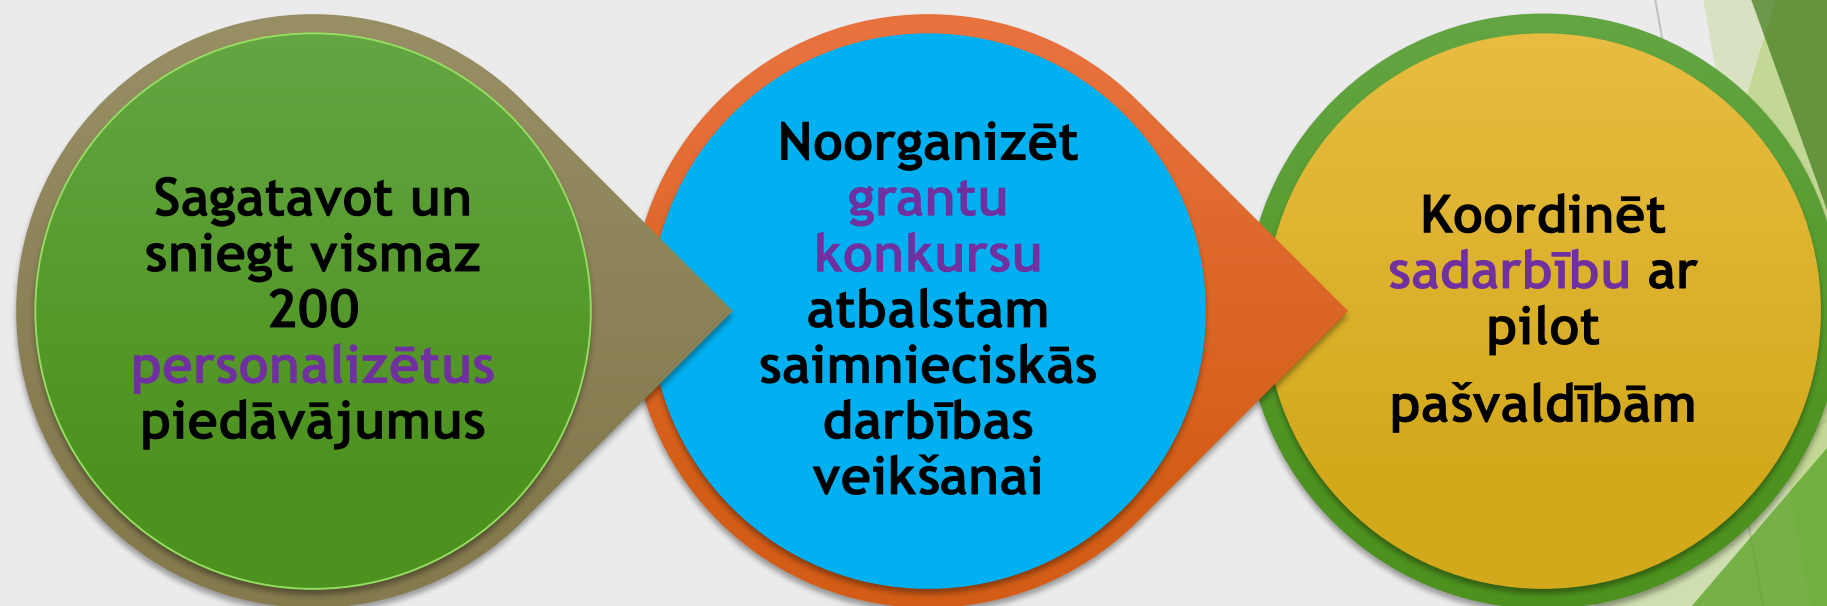 Sagatavot un
sniegt vismaz
200
personalizētus
piedāvājumus
Noorganizēt
grantu
konkursu
atbalstam
saimnieciskās
darbības
veikšanai
Koordinēt
sadarbību ar
pilot
pašvaldībām